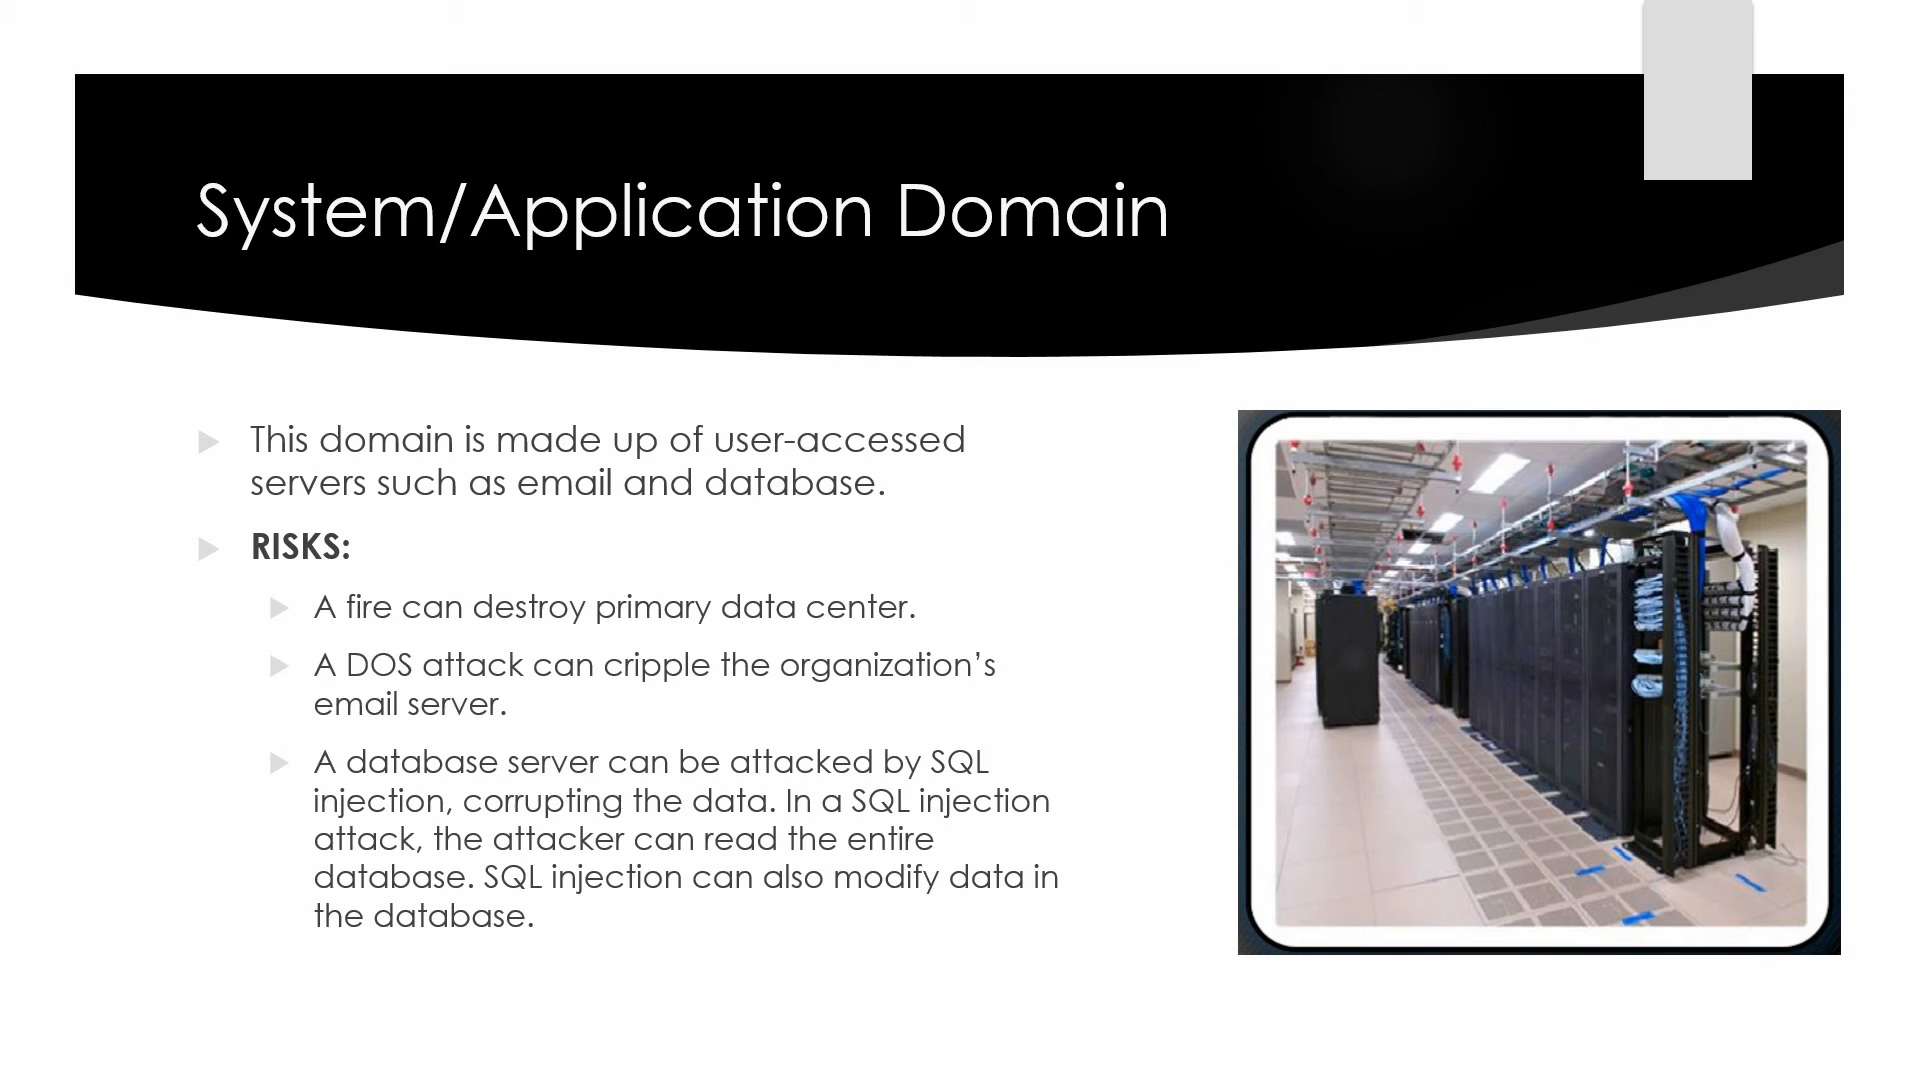 System/Application Domain
This domain is made up of user-accessed
servers such as email and database.
RISKS:
A fire can destroy primary data center.
A DOS attack can cripple the organization’s
email server.
A database server can be attacked by SQL
injection, corrupting the data. In a SQL injection
attack, the attacker can read the entire
database. SQL injection can also modify data in
the database.